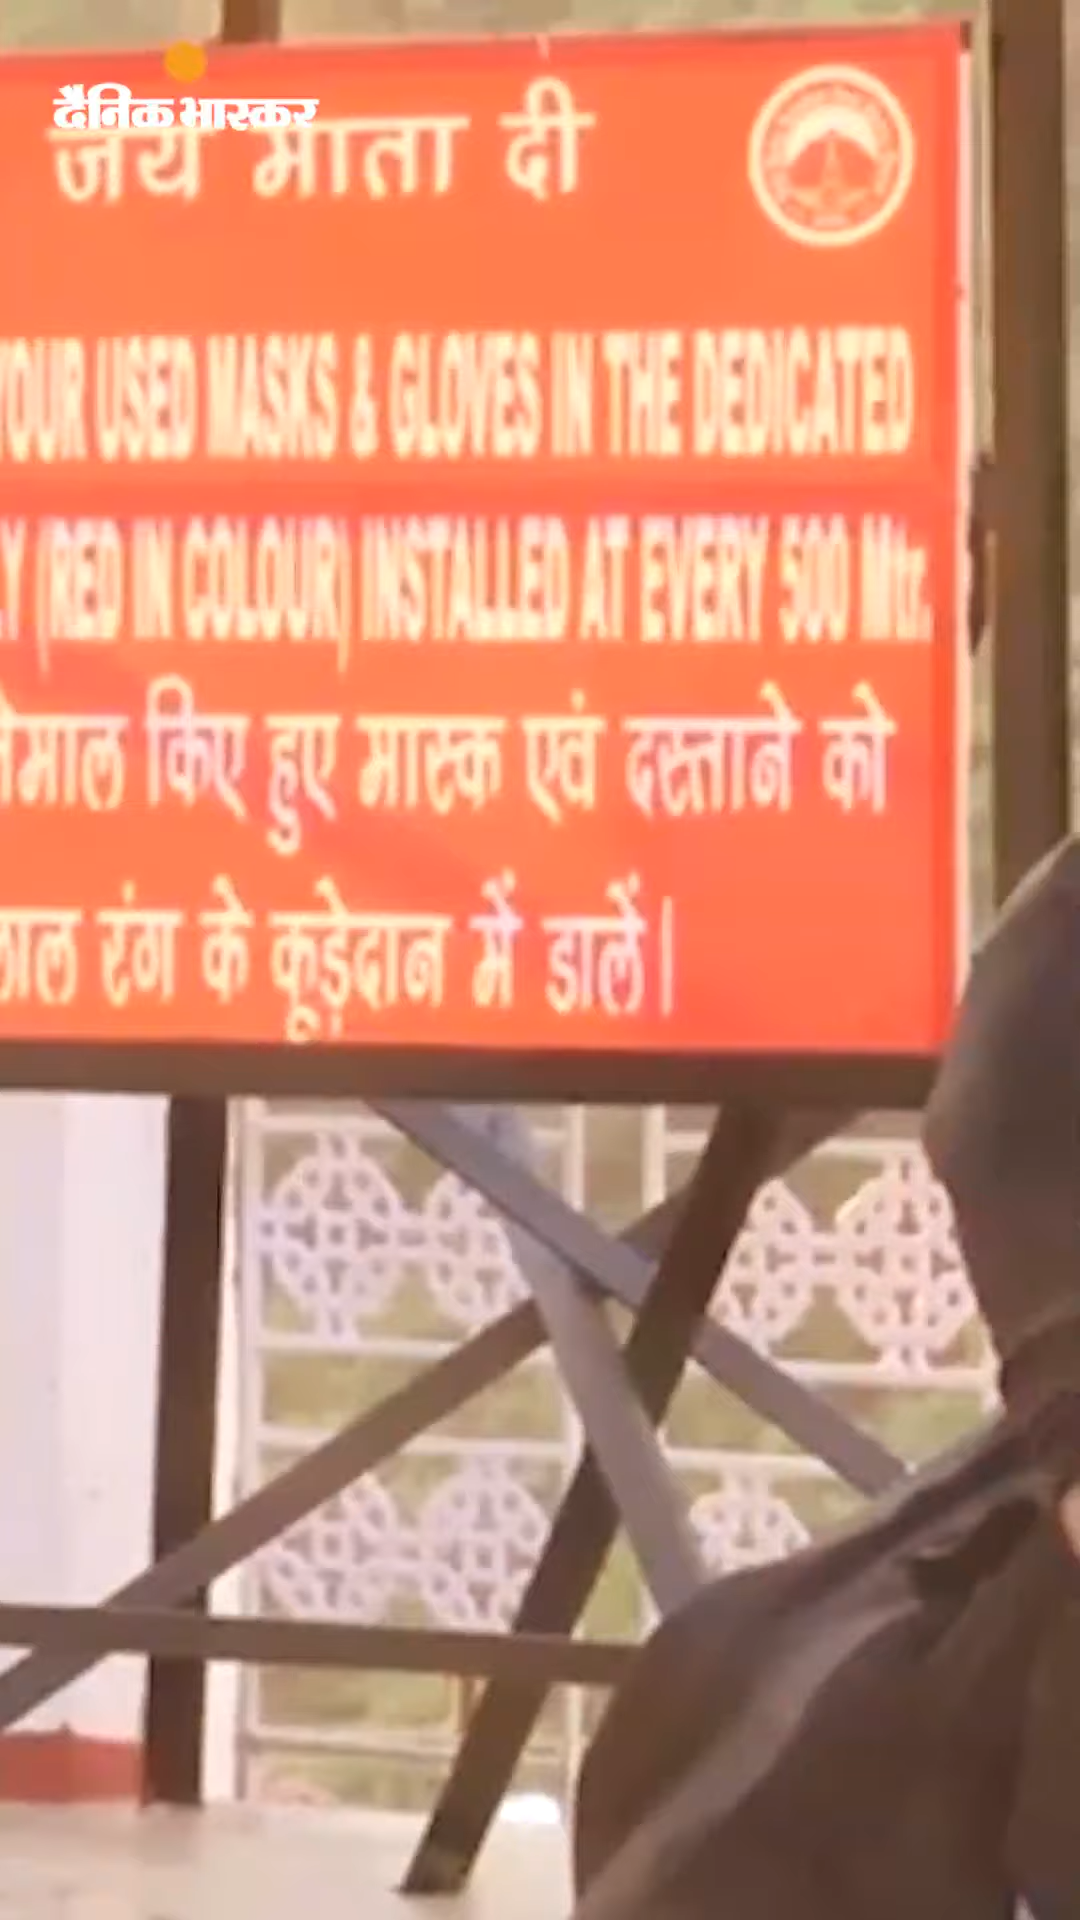 दैनिक भास्कर
जय माता दी
YOUR USED MASKS & GLOVES IN THE DEDICATED
(RED IN COLOUR) INSTALLED AT EVERY 500 Mtr.
किए हुए मास्क एवं दस्ताने को
लाल रंग के कूड़ेदान में डालें।